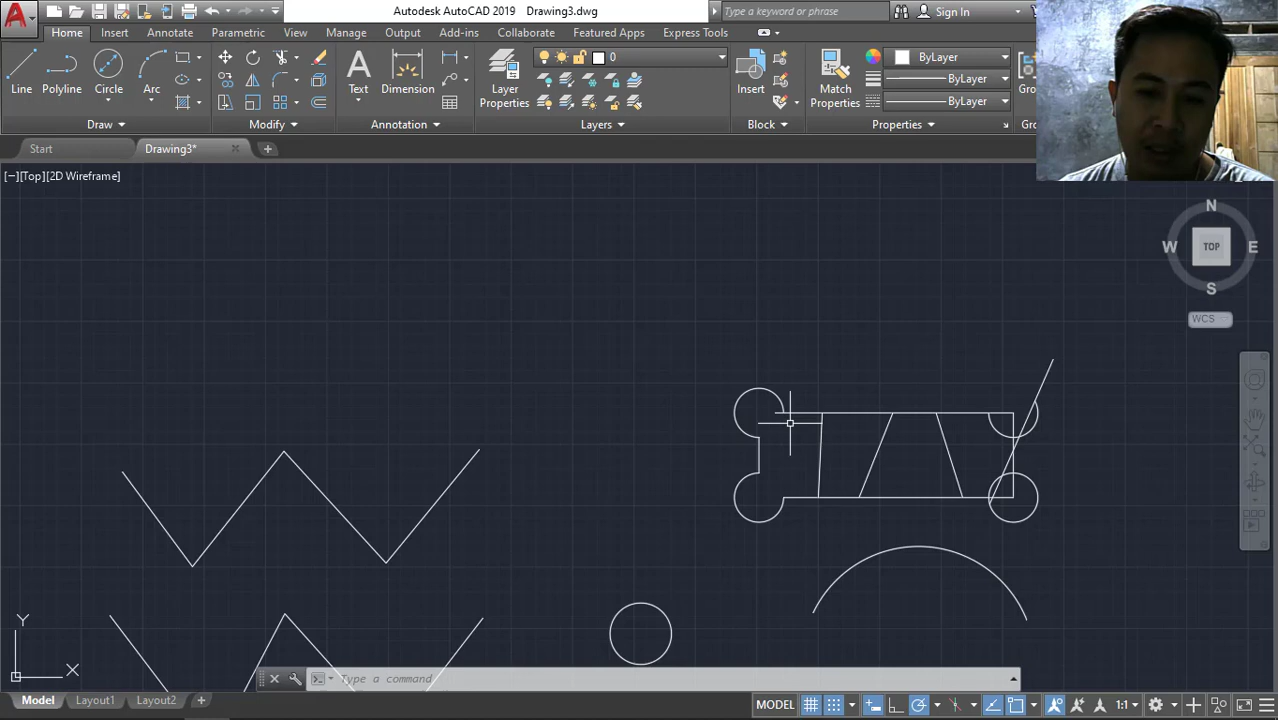 Autodesk AutoCAD 2019 Drawing3.dwg
Type a keyword or phrase
Sign In
Home Insert Annotate Parametric View Manage Output Add-ins Collaborate Featured Apps Express Tools
Line Polyline Circle Arc
Text Dimension
Layer Properties
0
Insert
Match Properties
ByLayer
ByLayer
ByLayer
Gro
Draw Modify Annotation Layers Block Properties Gro
Start Drawing3*
[−][Top][2D Wireframe]
N
W TOP E
S
WCS
Y
X
Type a command
Model Layout1 Layout2
MODEL 1:1